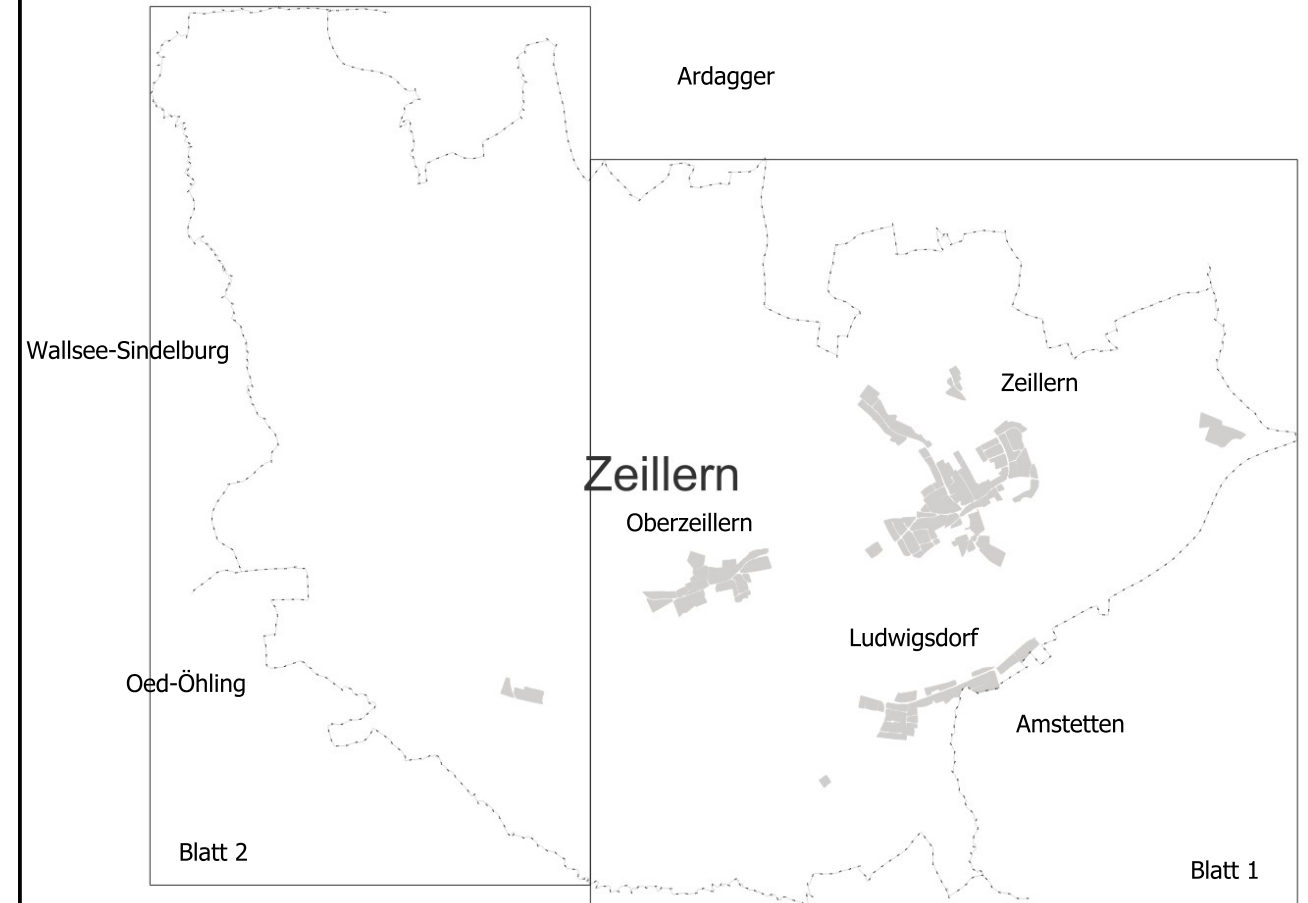 Ardagger
Wallsee-Sindelburg
Zeillern
Zeillern
Oberzeillern
Ludwigsdorf
Oed-Öhling
Amstetten
Blatt 2
Blatt 1